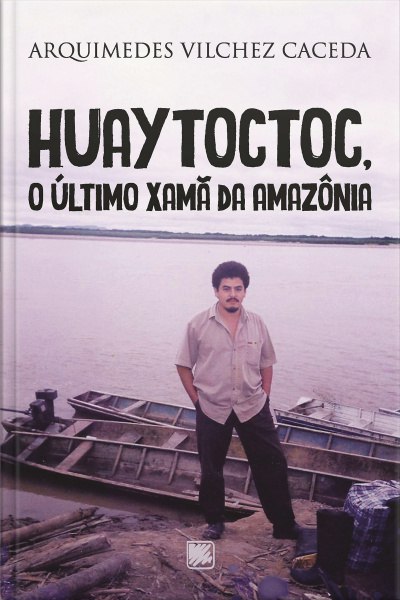 ARQUIMEDES VILCHEZ CACEDA
HUAYTOCTOC,
O ÚLTIMO XAMÃ DA AMAZÔNIA